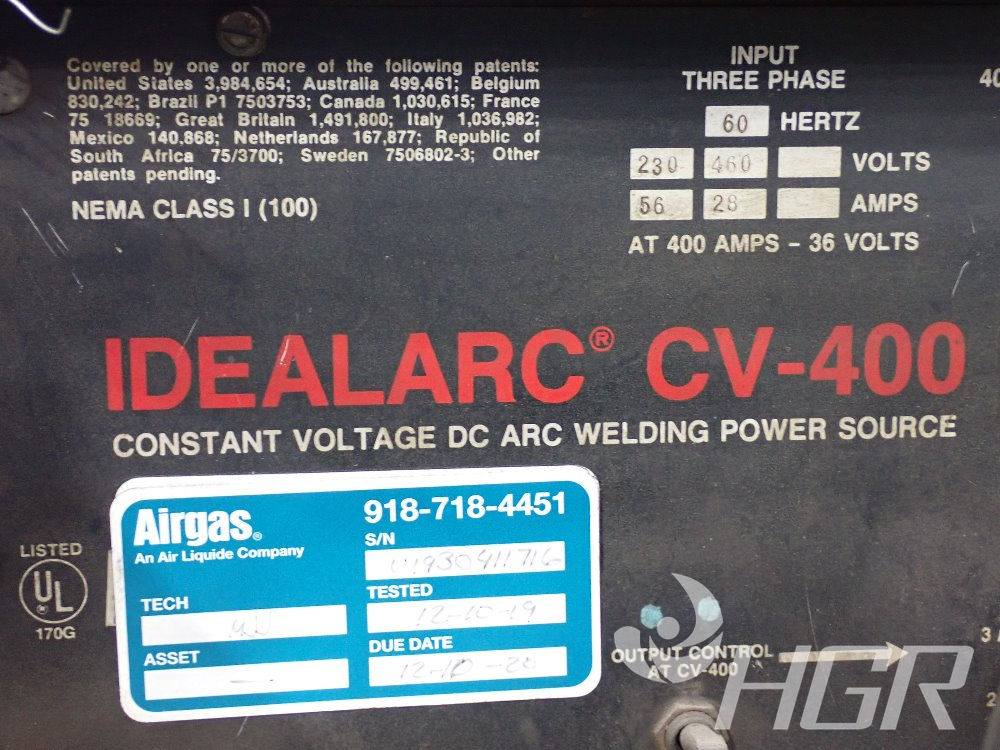 Covered by one or more of the following patents:
United States 3,984,654; Australia 499,461; Belgium
830,242; Brazil P1 7503753; Canada 1,030,615; France
75 18669; Great Britain 1,491,800; Italy 1,036,982;
Mexico 140,868; Netherlands 167,877; Republic of
South Africa 75/3700; Sweden 7506802-3; Other
patents pending.
NEMA CLASS I (100)
INPUT
THREE PHASE
60 HERTZ
230 460 VOLTS
56 28 AMPS
AT 400 AMPS - 36 VOLTS
40
IDEALARC® CV-400
CONSTANT VOLTAGE DC ARC WELDING POWER SOURCE
LISTED
UL
170G
Airgas®
An Air Liquide Company
918-718-4451
S/N
U1930411716
TECH
TESTED
12-10-19
ASSET
DUE DATE
12-10-20
OUTPUT CONTROL
AT CV-400
3
2
HGR